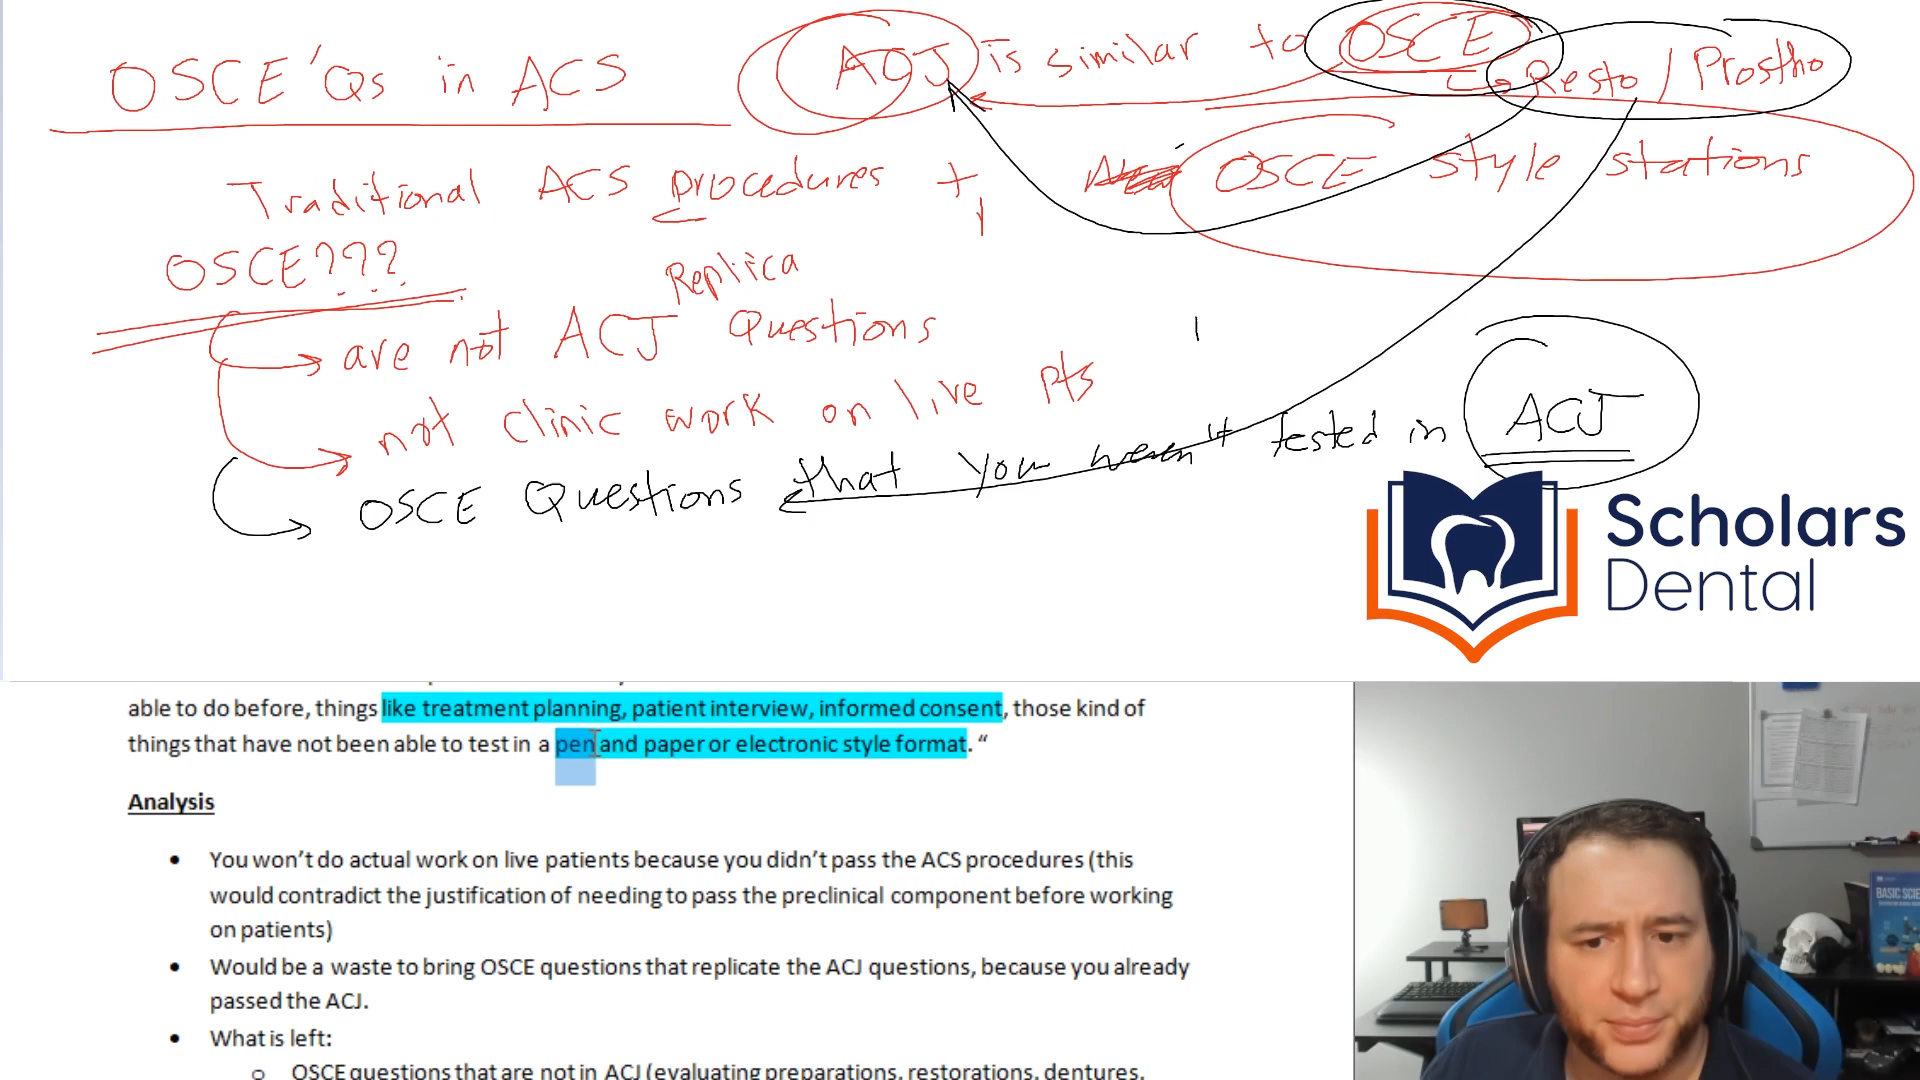 OSCE 'Qs in ACS
ACJ is similar to OSCE
Resto / Prostho
Traditional ACS procedures + OSCE style stations
OSCE???
Replica
are not ACJ Questions
not clinic work on live pts
OSCE Questions that you weren't tested in ACJ
Scholars
Dental
able to do before, things like treatment planning, patient interview, informed consent, those kind of
things that have not been able to test in a pen and paper or electronic style format. “
Analysis
• You won’t do actual work on live patients because you didn’t pass the ACS procedures (this
would contradict the justification of needing to pass the preclinical component before working
on patients)
• Would be a waste to bring OSCE questions that replicate the ACJ questions, because you already
passed the ACJ.
• What is left:
o OSCE questions that are not in ACJ (evaluating preparations, restorations, dentures,
BASIC SCIE